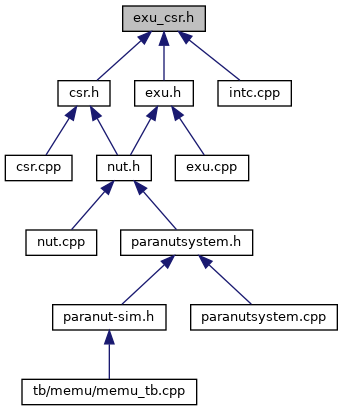 exu_csr.h
csr.h
exu.h
intc.cpp
csr.cpp
nut.h
exu.cpp
nut.cpp
paranutsystem.h
paranut-sim.h
paranutsystem.cpp
tb/memu/memu_tb.cpp